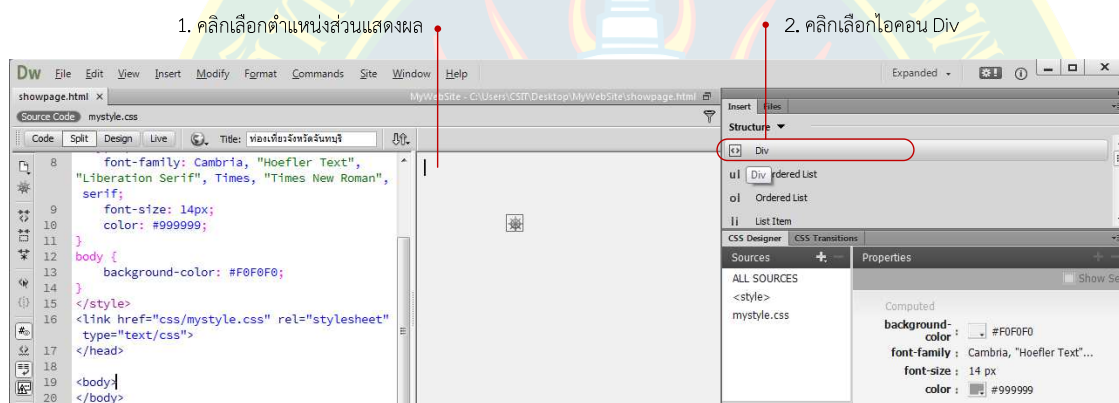 1. คลิกเลือกตำแหน่งส่วนแสดงผล
2. คลิกเลือกไอคอน Div
Dw File Edit View Insert Modify Format Commands Site Window Help
Expanded
showpage.html ×
MyWebSite - C:\Users\CSIT\Desktop\MyWebSite\showpage.html
Source Code mystyle.css
Code Split Design Live Title: ท่องเที่ยวจังหวัดจันทบุรี
8 font-family: Cambria, "Hoefler Text",
"Liberation Serif", Times, "Times New Roman",
serif;
9 font-size: 14px;
10 color: #999999;
11 }
12 body {
13 background-color: #F0F0F0;
14 }
15 </style>
16 <link href="css/mystyle.css" rel="stylesheet"
type="text/css">
17 </head>
18
19 <body>
20 </body>
Insert Files
Structure
Div
ul Div rdered List
ol Ordered List
li List Item
CSS Designer CSS Transitions
Sources
ALL SOURCES
<style>
mystyle.css
Properties
Show Se
Computed
background-color : #F0F0F0
font-family : Cambria, "Hoefler Text"...
font-size : 14 px
color : #999999